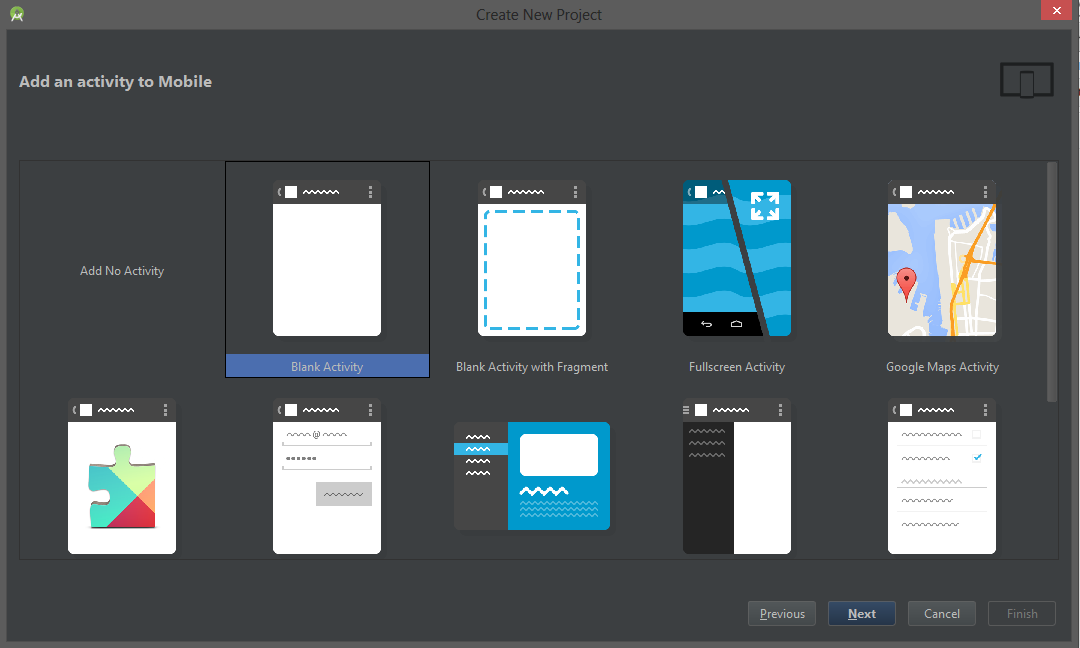 Create New Project
Add an activity to Mobile
Add No Activity
Blank Activity
Blank Activity with Fragment
Fullscreen Activity
Google Maps Activity
Previous
Next
Cancel
Finish